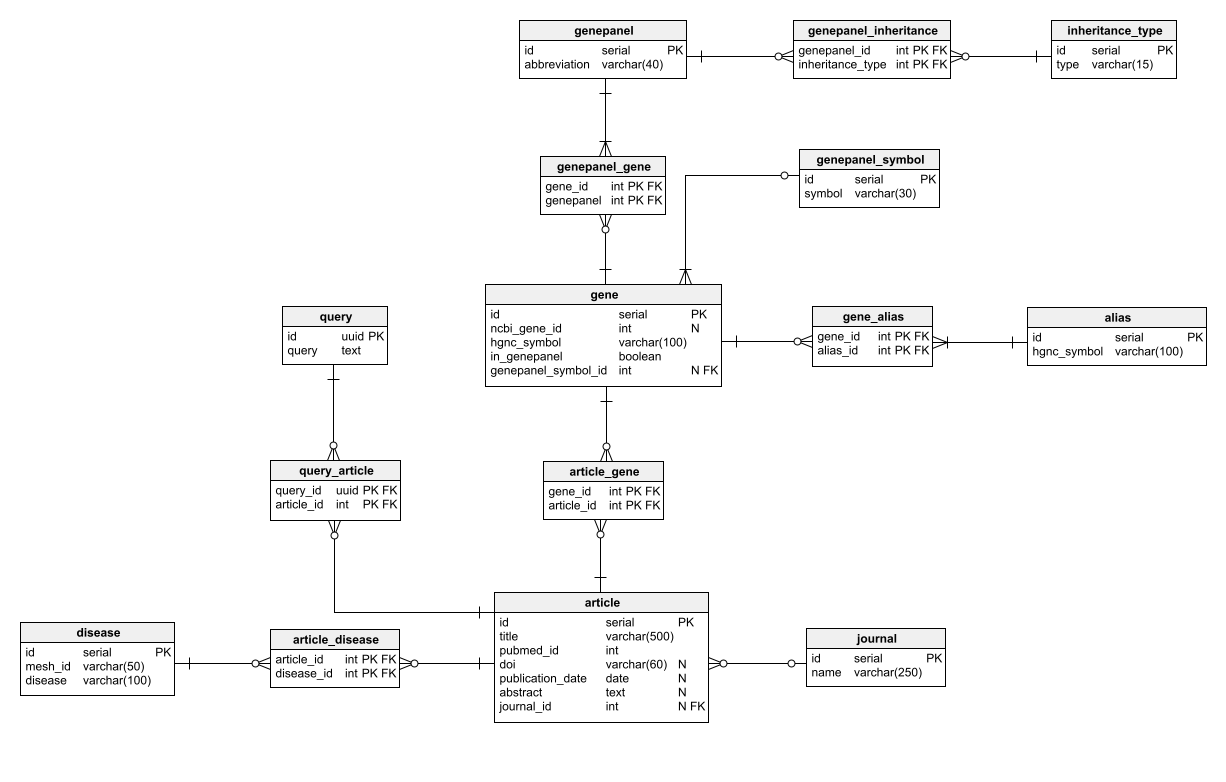 genepanel
id serial PK
abbreviation varchar(40)
genepanel_inheritance
genepanel_id int PK FK
inheritance_type int PK FK
inheritance_type
id serial PK
type varchar(15)
genepanel_gene
gene_id int PK FK
genepanel int PK FK
genepanel_symbol
id serial PK
symbol varchar(30)
gene
id serial PK
ncbi_gene_id int N
hgnc_symbol varchar(100)
in_genepanel boolean
genepanel_symbol_id int N FK
query
id uuid PK
query text
gene_alias
gene_id int PK FK
alias_id int PK FK
alias
id serial PK
hgnc_symbol varchar(100)
query_article
query_id uuid PK FK
article_id int PK FK
article_gene
gene_id int PK FK
article_id int PK FK
article
id serial PK
title varchar(500)
pubmed_id int
doi varchar(60) N
publication_date date N
abstract text N
journal_id int N FK
disease
id serial PK
mesh_id varchar(50)
disease varchar(100)
article_disease
article_id int PK FK
disease_id int PK FK
journal
id serial PK
name varchar(250)